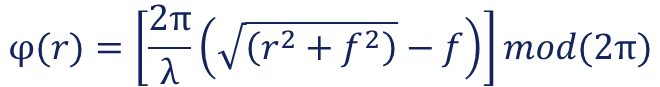 φ(r) = [2π/λ (√(r² + f²) − f)] mod(2π)